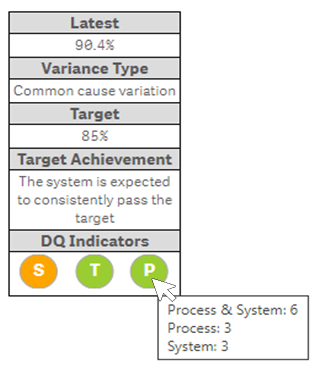 Latest
90.4%
Variance Type
Common cause variation
Target
85%
Target Achievement
The system is expected
to consistently pass the
target
DQ Indicators
S T P
Process & System: 6
Process: 3
System: 3